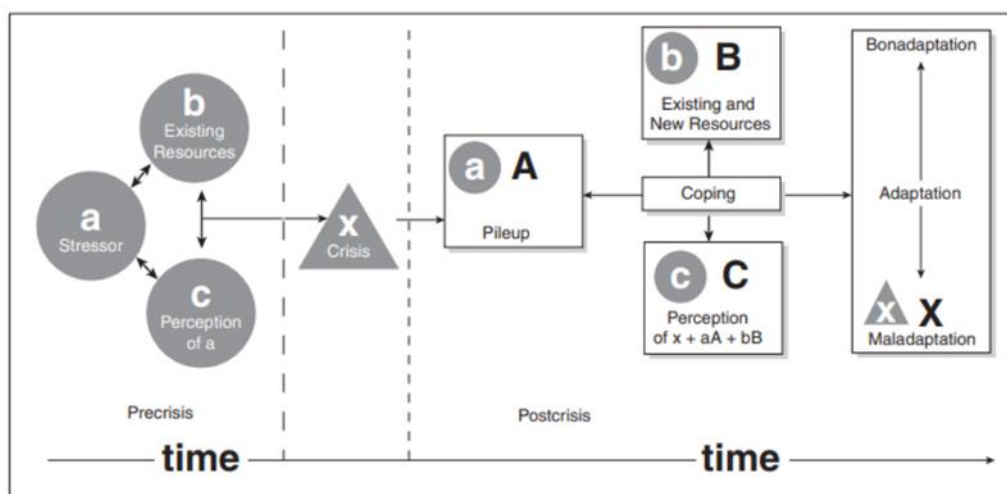 b
Existing
Resources
a
Stressor
c
Perception
of a
x
Crisis
a A
Pileup
b B
Existing and
New Resources
Coping
c C
Perception
of x + aA + bB
Bonadaptation
Adaptation
x X
Maladaptation
Precrisis
Postcrisis
time
time